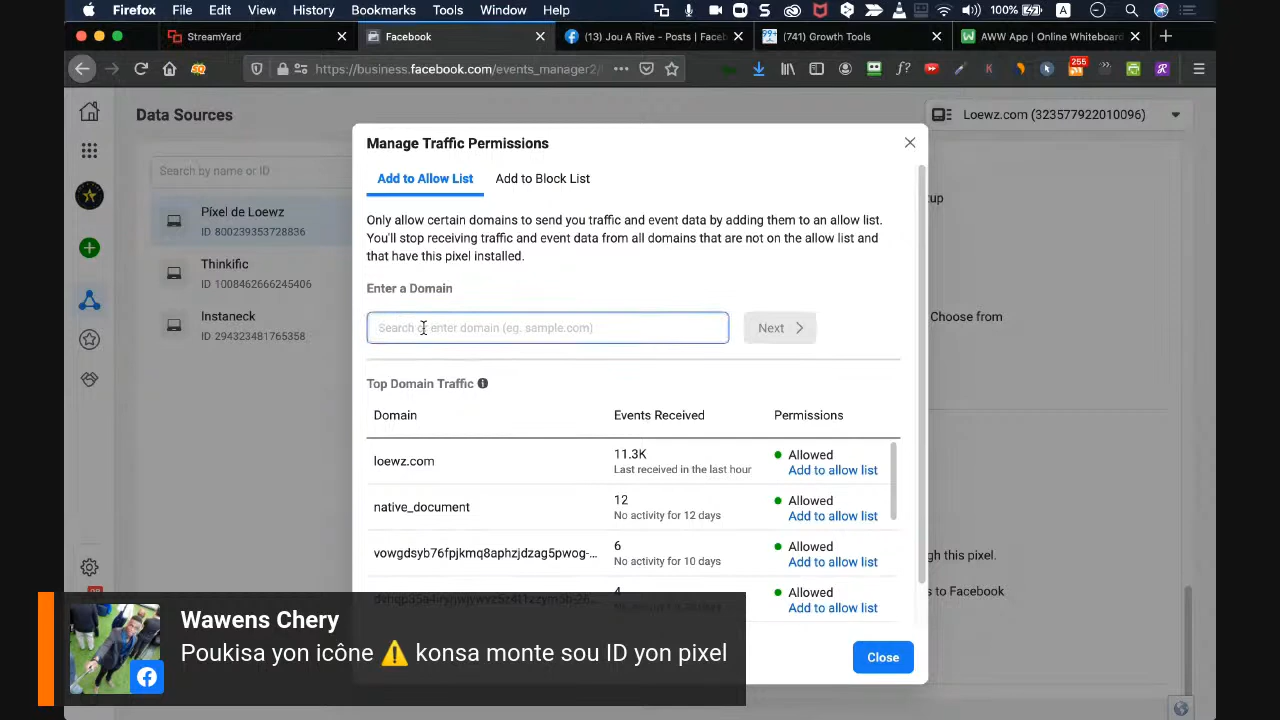 Firefox File Edit View History Bookmarks Tools Window Help
100%
A
StreamYard
Facebook
(13) Jou A Rive - Posts | Faceb
(741) Growth Tools
AWW App | Online Whiteboard
https://business.facebook.com/events_manager2/
255
Data Sources
Loewz.com (323577922010096)
Search by name or ID
Píxel de Loewz
ID 800239353728836
Thinkific
ID 1008462666245406
Instaneck
ID 294323481765358
Manage Traffic Permissions
Add to Allow List
Add to Block List
Only allow certain domains to send you traffic and event data by adding them to an allow list.
You'll stop receiving traffic and event data from all domains that are not on the allow list and
that have this pixel installed.
Enter a Domain
Search or enter domain (eg. sample.com)
Next
Top Domain Traffic
Domain Events Received Permissions
loewz.com
11.3K
Last received in the last hour
Allowed
Add to allow list
native_document
12
No activity for 12 days
Allowed
Add to allow list
vowgdsyb76fpjkmq8aphzjdzag5pwog-...
6
No activity for 10 days
Allowed
Add to allow list
4
Allowed
Add to allow list
Close
Choose from
gh this pixel.
s to Facebook
Wawens Chery
Poukisa yon icône ⚠️ konsa monte sou ID yon pixel